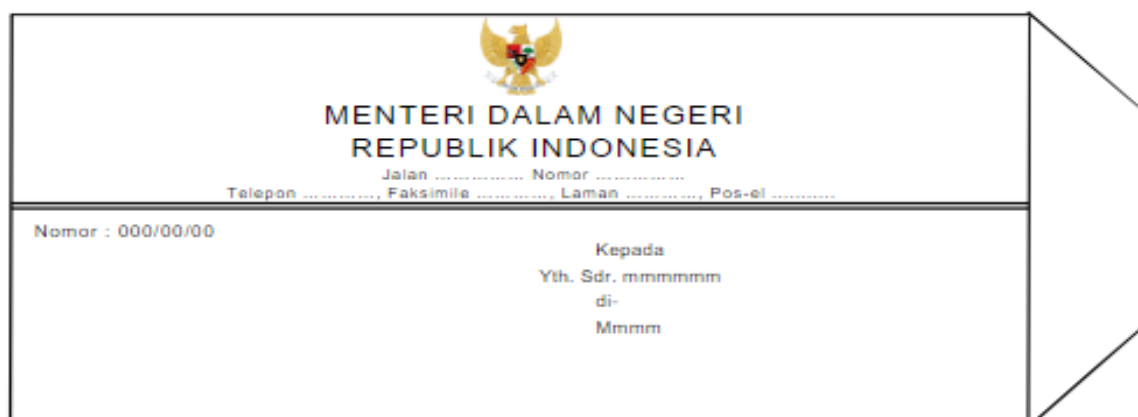 MENTERI DALAM NEGERI
REPUBLIK INDONESIA
Jalan ............... Nomor ...............
Telepon ............, Faksimile ............, Laman ............, Pos-el ............
Nomor : 000/00/00
Kepada
Yth. Sdr. mmmmmm
di-
Mmmm